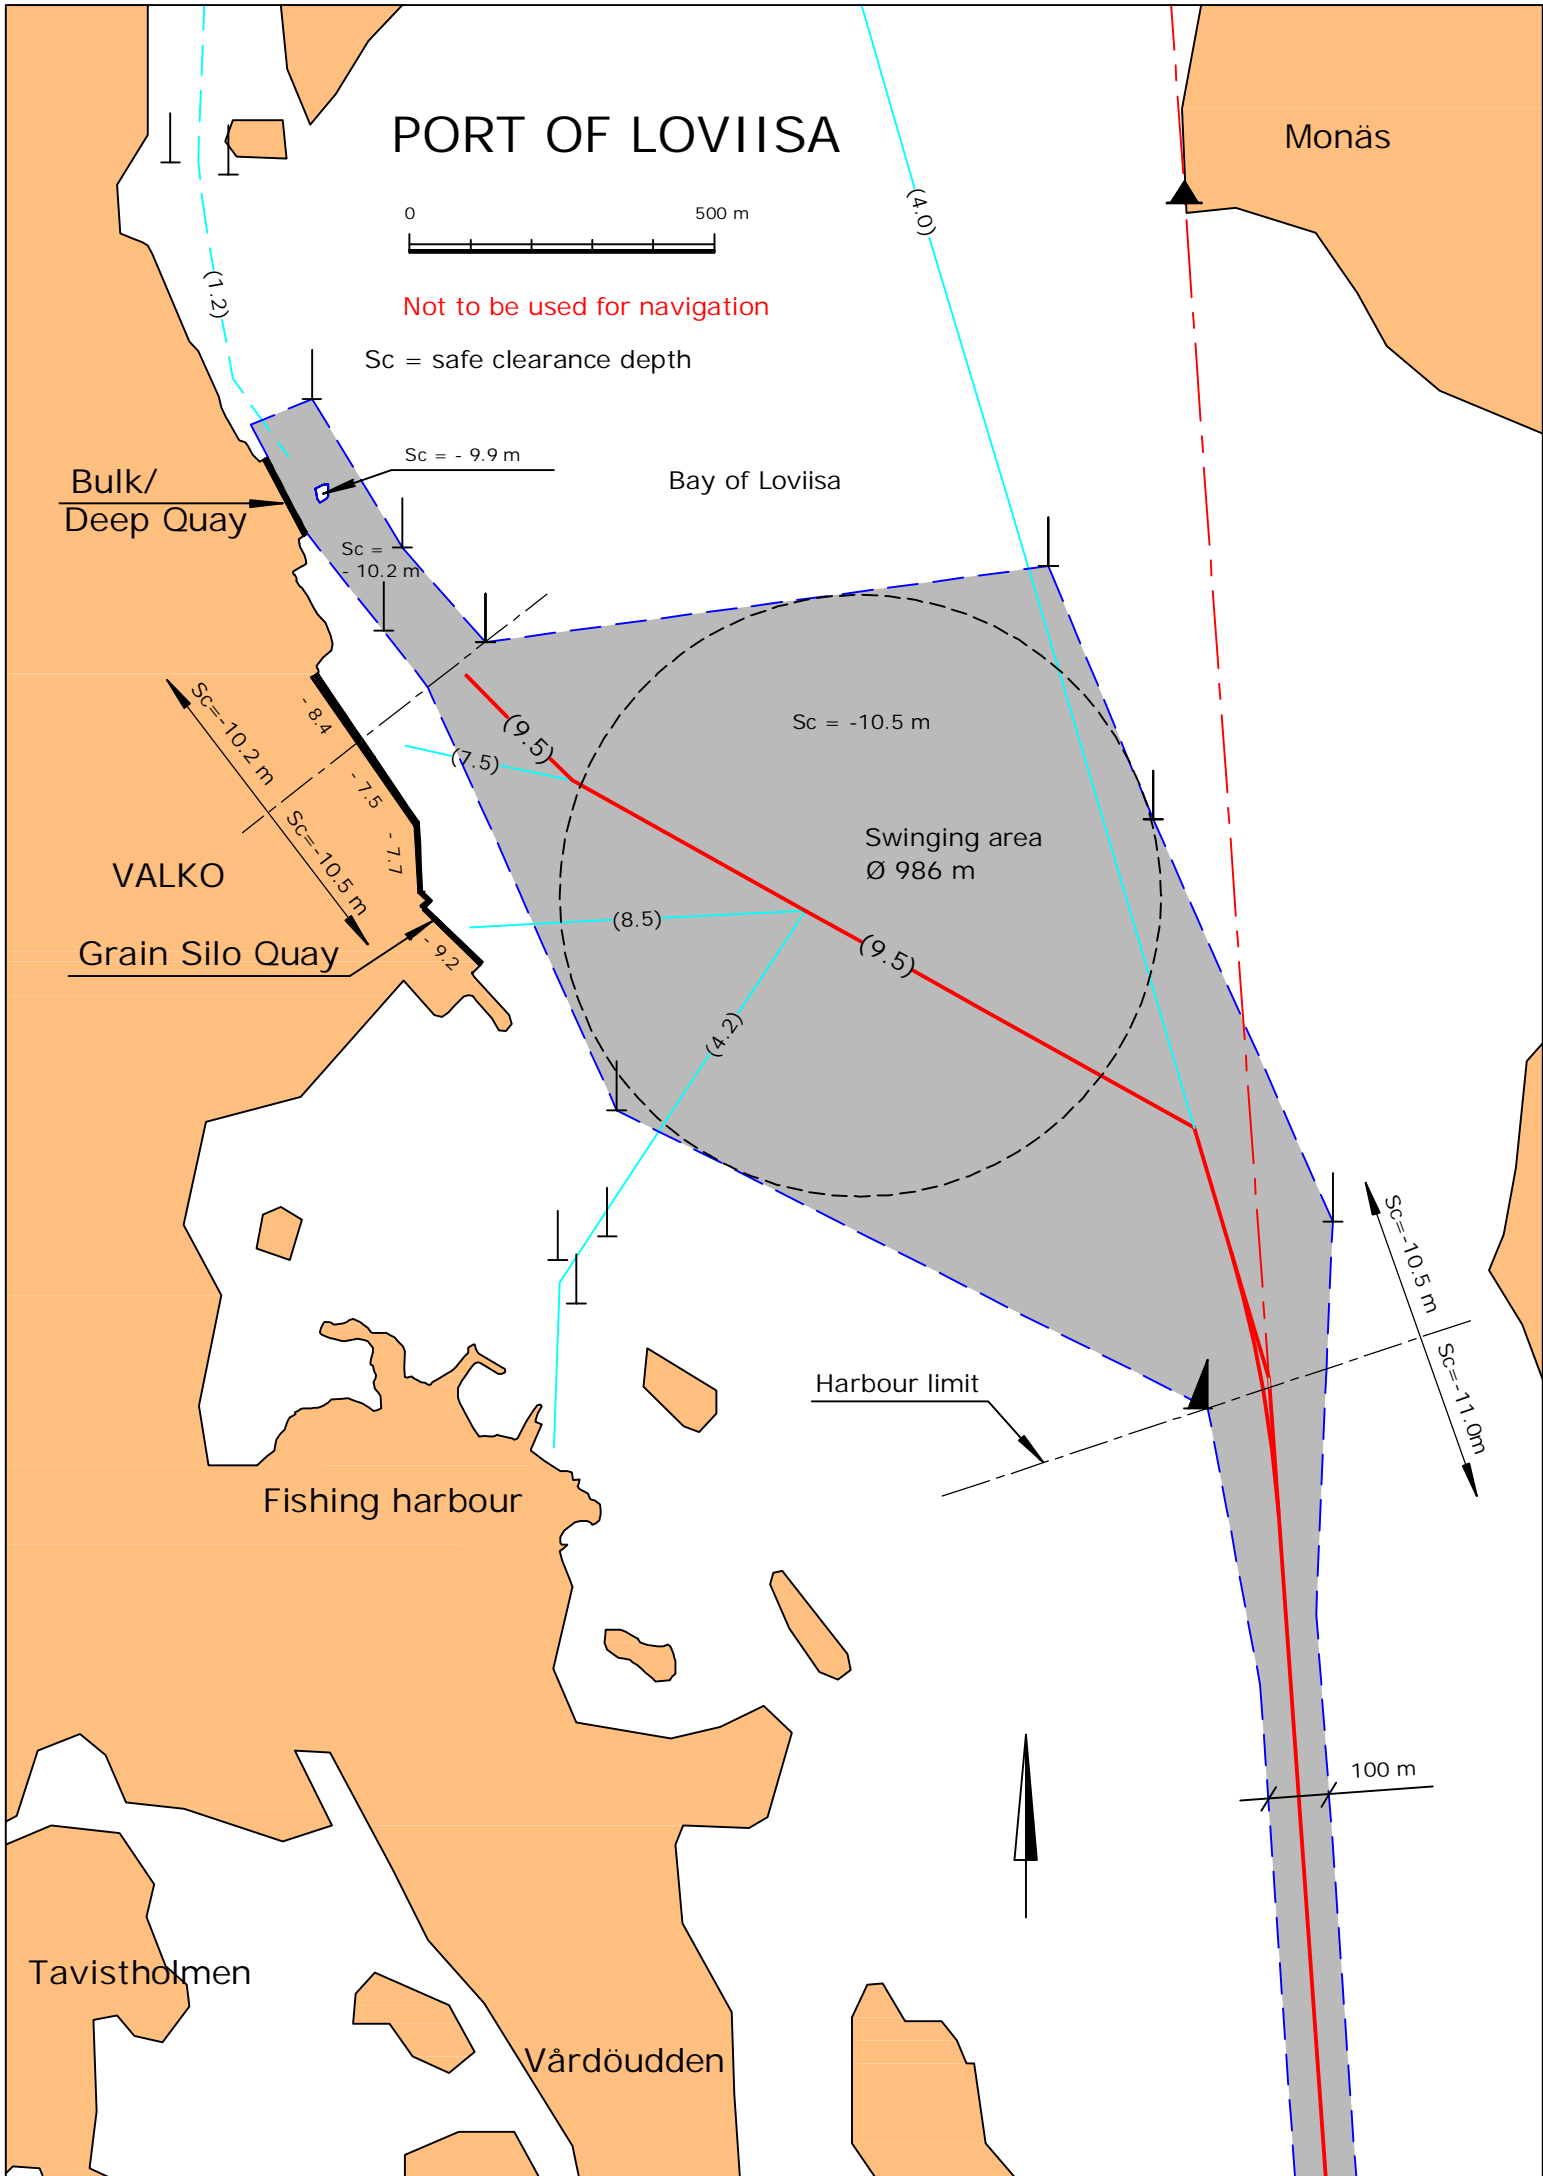 PORT OF LOVIISA
Monäs
0 500 m
(4.0)
(1.2)
Not to be used for navigation
Sc = safe clearance depth
Sc = - 9.9 m
Bulk/
Deep Quay
Bay of Loviisa
Sc =
- 10.2 m
- 8.4
Sc=-10.2 m
(9.5)
(7.5)
Sc = -10.5 m
- 7.5
Sc=-10.5 m
- 7.7
Swinging area
Ø 986 m
VALKO
(8.5)
Grain Silo Quay
- 9.2
(9.5)
(4.2)
Sc=-10.5 m
Sc=-11.0m
Harbour limit
Fishing harbour
100 m
Tavistholmen
Vårdöudden